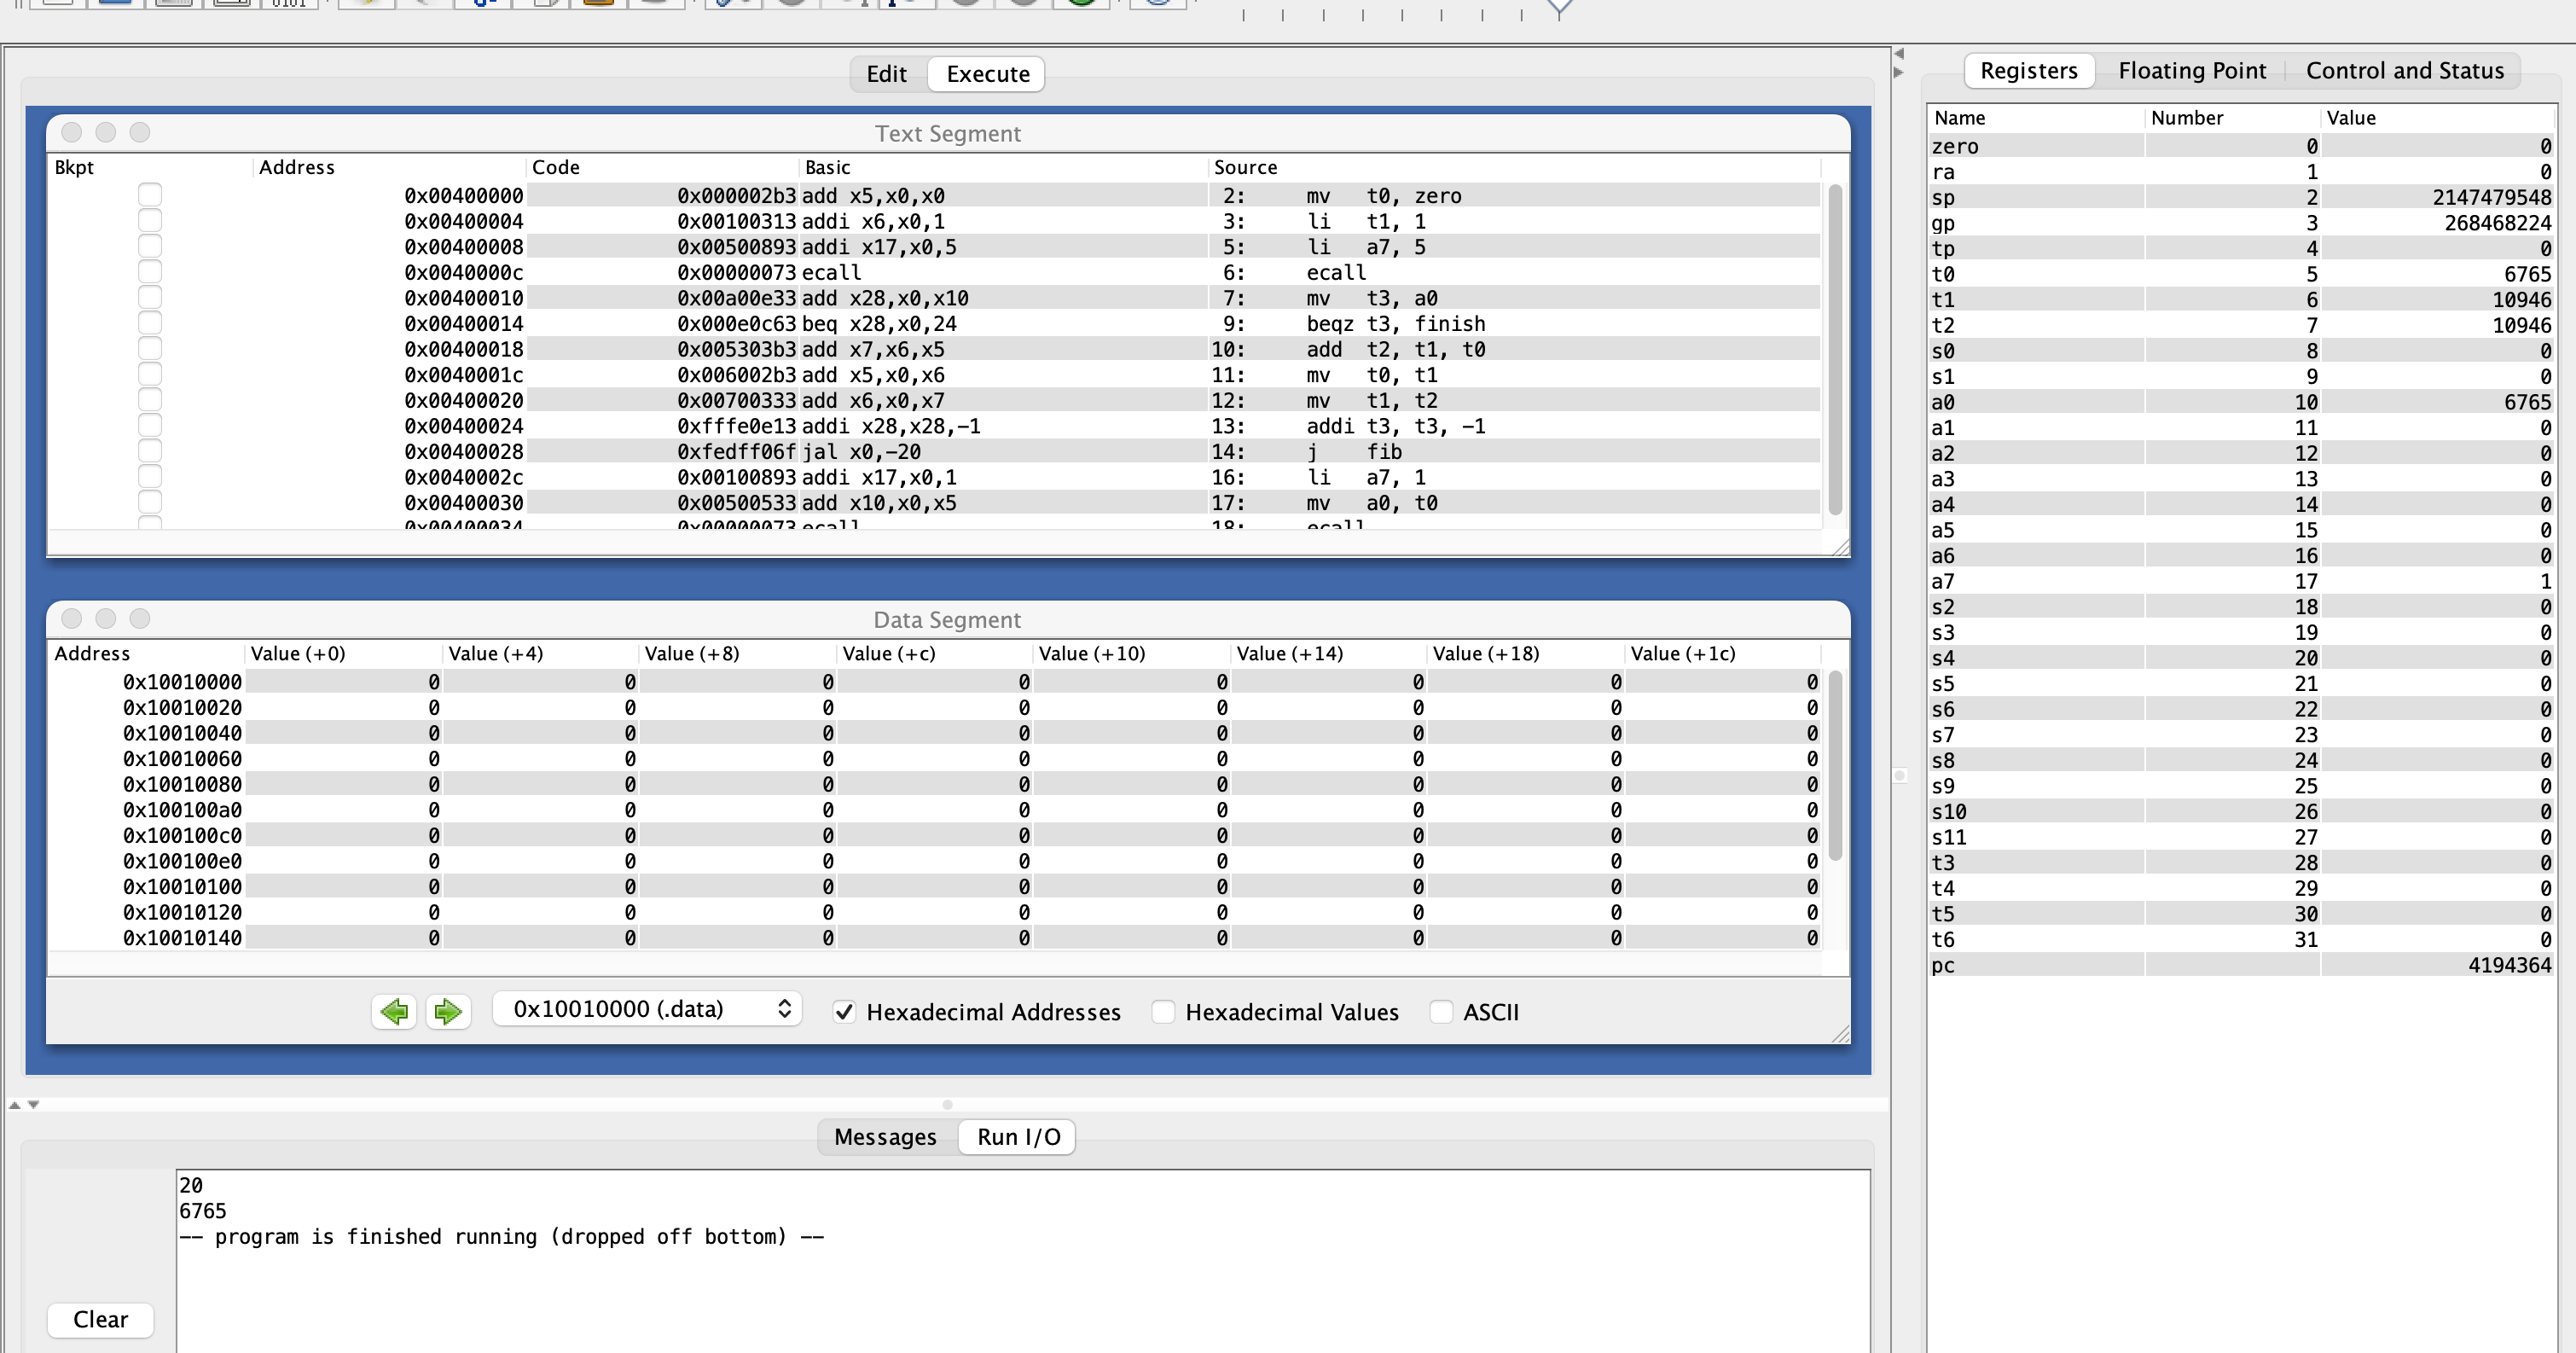 0101
Edit Execute
Registers Floating Point Control and Status
Text Segment
Bkpt Address Code Basic Source
0x00400000 0x000002b3 add x5,x0,x0 2: mv t0, zero
0x00400004 0x00100313 addi x6,x0,1 3: li t1, 1
0x00400008 0x00500893 addi x17,x0,5 5: li a7, 5
0x0040000c 0x00000073 ecall 6: ecall
0x00400010 0x00a00e33 add x28,x0,x10 7: mv t3, a0
0x00400014 0x000e0c63 beq x28,x0,24 9: beqz t3, finish
0x00400018 0x005303b3 add x7,x6,x5 10: add t2, t1, t0
0x0040001c 0x006002b3 add x5,x0,x6 11: mv t0, t1
0x00400020 0x00700333 add x6,x0,x7 12: mv t1, t2
0x00400024 0xfffe0e13 addi x28,x28,-1 13: addi t3, t3, -1
0x00400028 0xfedff06f jal x0,-20 14: j fib
0x0040002c 0x00100893 addi x17,x0,1 16: li a7, 1
0x00400030 0x00500533 add x10,x0,x5 17: mv a0, t0
0x00400034 0x00000073 ecall 18: ecall
Data Segment
Address Value (+0) Value (+4) Value (+8) Value (+c) Value (+10) Value (+14) Value (+18) Value (+1c)
0x10010000 0 0 0 0 0 0 0 0
0x10010020 0 0 0 0 0 0 0 0
0x10010040 0 0 0 0 0 0 0 0
0x10010060 0 0 0 0 0 0 0 0
0x10010080 0 0 0 0 0 0 0 0
0x100100a0 0 0 0 0 0 0 0 0
0x100100c0 0 0 0 0 0 0 0 0
0x100100e0 0 0 0 0 0 0 0 0
0x10010100 0 0 0 0 0 0 0 0
0x10010120 0 0 0 0 0 0 0 0
0x10010140 0 0 0 0 0 0 0 0
0x10010000 (.data) Hexadecimal Addresses Hexadecimal Values ASCII
Messages Run I/O
20
6765
-- program is finished running (dropped off bottom) --
Clear
Name Number Value
zero 0 0
ra 1 0
sp 2 2147479548
gp 3 268468224
tp 4 0
t0 5 6765
t1 6 10946
t2 7 10946
s0 8 0
s1 9 0
a0 10 6765
a1 11 0
a2 12 0
a3 13 0
a4 14 0
a5 15 0
a6 16 0
a7 17 1
s2 18 0
s3 19 0
s4 20 0
s5 21 0
s6 22 0
s7 23 0
s8 24 0
s9 25 0
s10 26 0
s11 27 0
t3 28 0
t4 29 0
t5 30 0
t6 31 0
pc 4194364